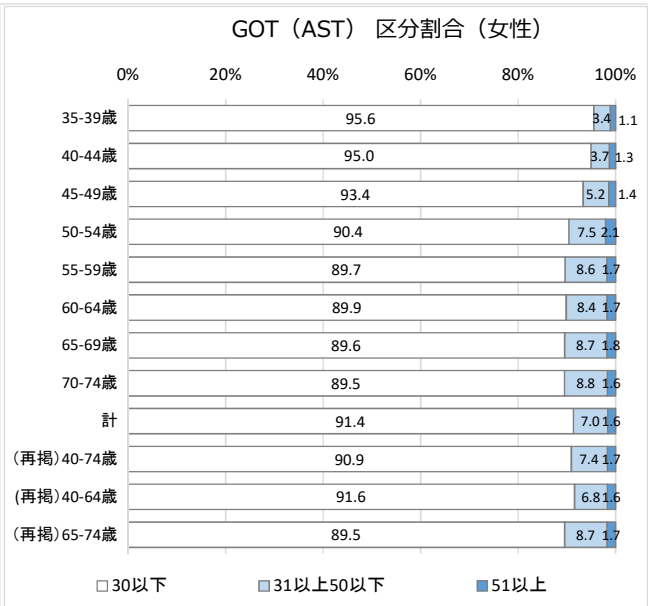 GOT（AST） 区分割合（女性）
0% 20% 40% 60% 80% 100%
35-39歳 95.6 3.4 1.1
40-44歳 95.0 3.7 1.3
45-49歳 93.4 5.2 1.4
50-54歳 90.4 7.5 2.1
55-59歳 89.7 8.6 1.7
60-64歳 89.9 8.4 1.7
65-69歳 89.6 8.7 1.8
70-74歳 89.5 8.8 1.6
計 91.4 7.0 1.6
（再掲）40-74歳 90.9 7.4 1.7
(再掲）40-64歳 91.6 6.8 1.6
（再掲）65-74歳 89.5 8.7 1.7
30以下 31以上50以下 51以上